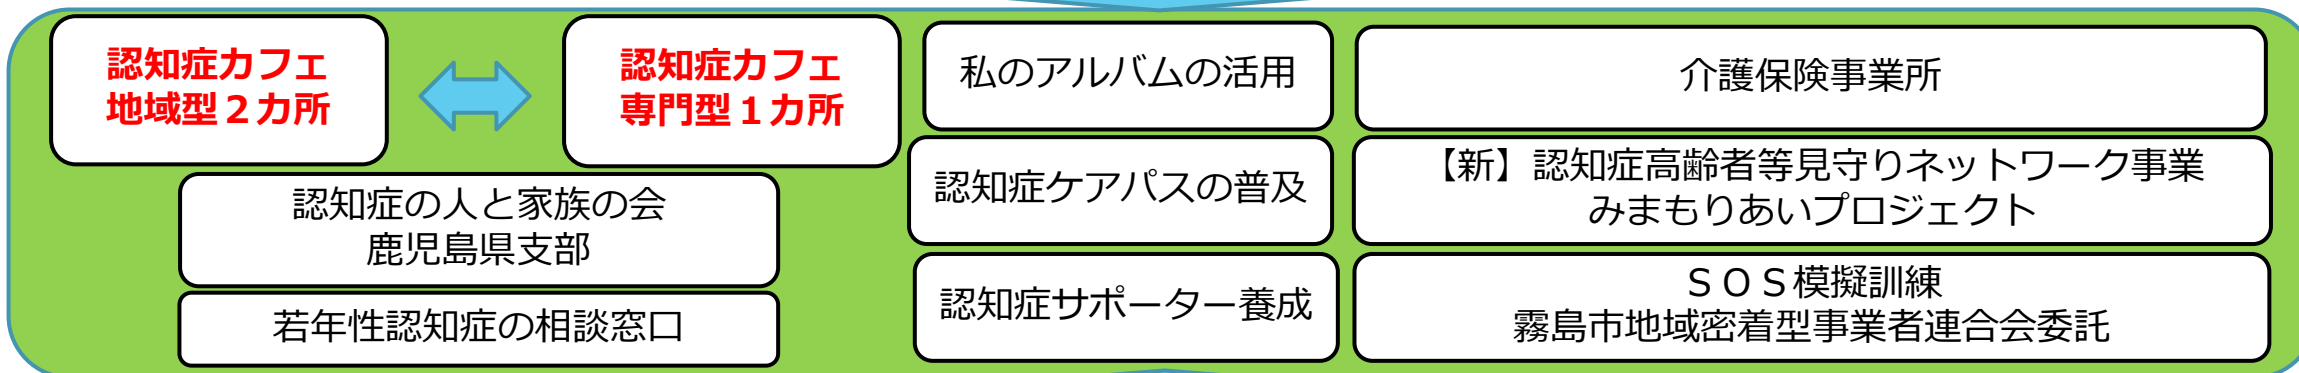 認知症カフェ
地域型２カ所
認知症カフェ
専門型１カ所
認知症の人と家族の会
鹿児島県支部
若年性認知症の相談窓口
私のアルバムの活用
認知症ケアパスの普及
認知症サポーター養成
介護保険事業所
【新】認知症高齢者等見守りネットワーク事業
みまもりあいプロジェクト
ＳＯＳ模擬訓練
霧島市地域密着型事業者連合会委託